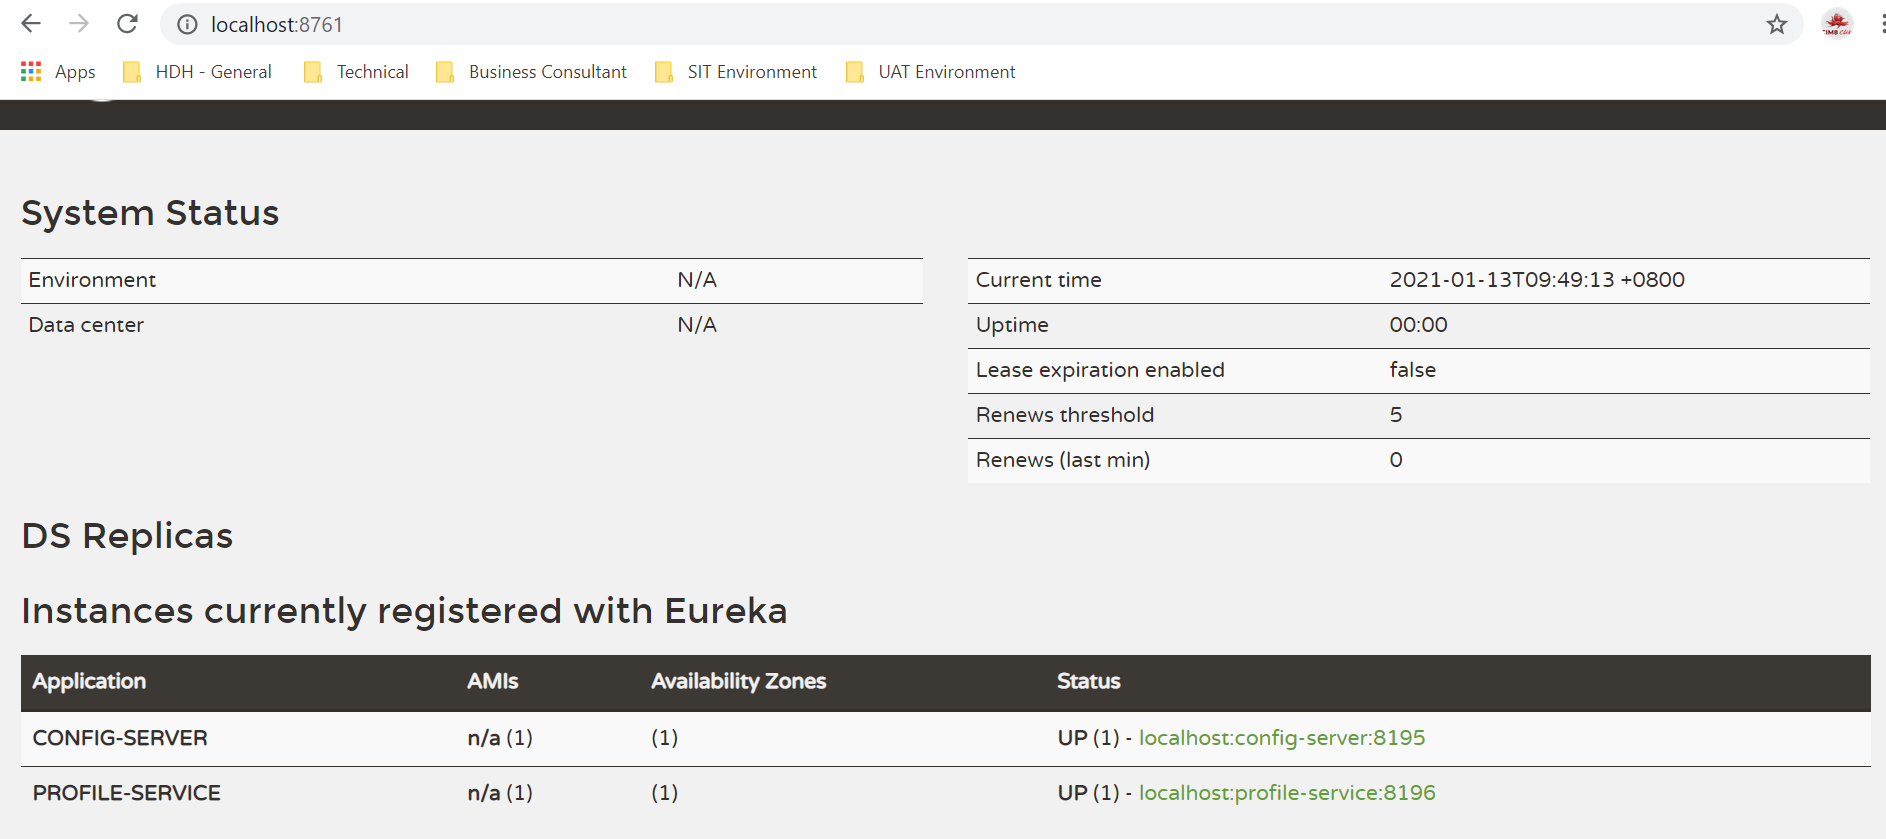 localhost:8761
Apps HDH - General Technical Business Consultant SIT Environment UAT Environment
System Status
Environment N/A
Data center N/A
Current time 2021-01-13T09:49:13 +0800
Uptime 00:00
Lease expiration enabled false
Renews threshold 5
Renews (last min) 0
DS Replicas
Instances currently registered with Eureka
Application AMIs Availability Zones Status
CONFIG-SERVER n/a (1) (1) UP (1) - localhost:config-server:8195
PROFILE-SERVICE n/a (1) (1) UP (1) - localhost:profile-service:8196